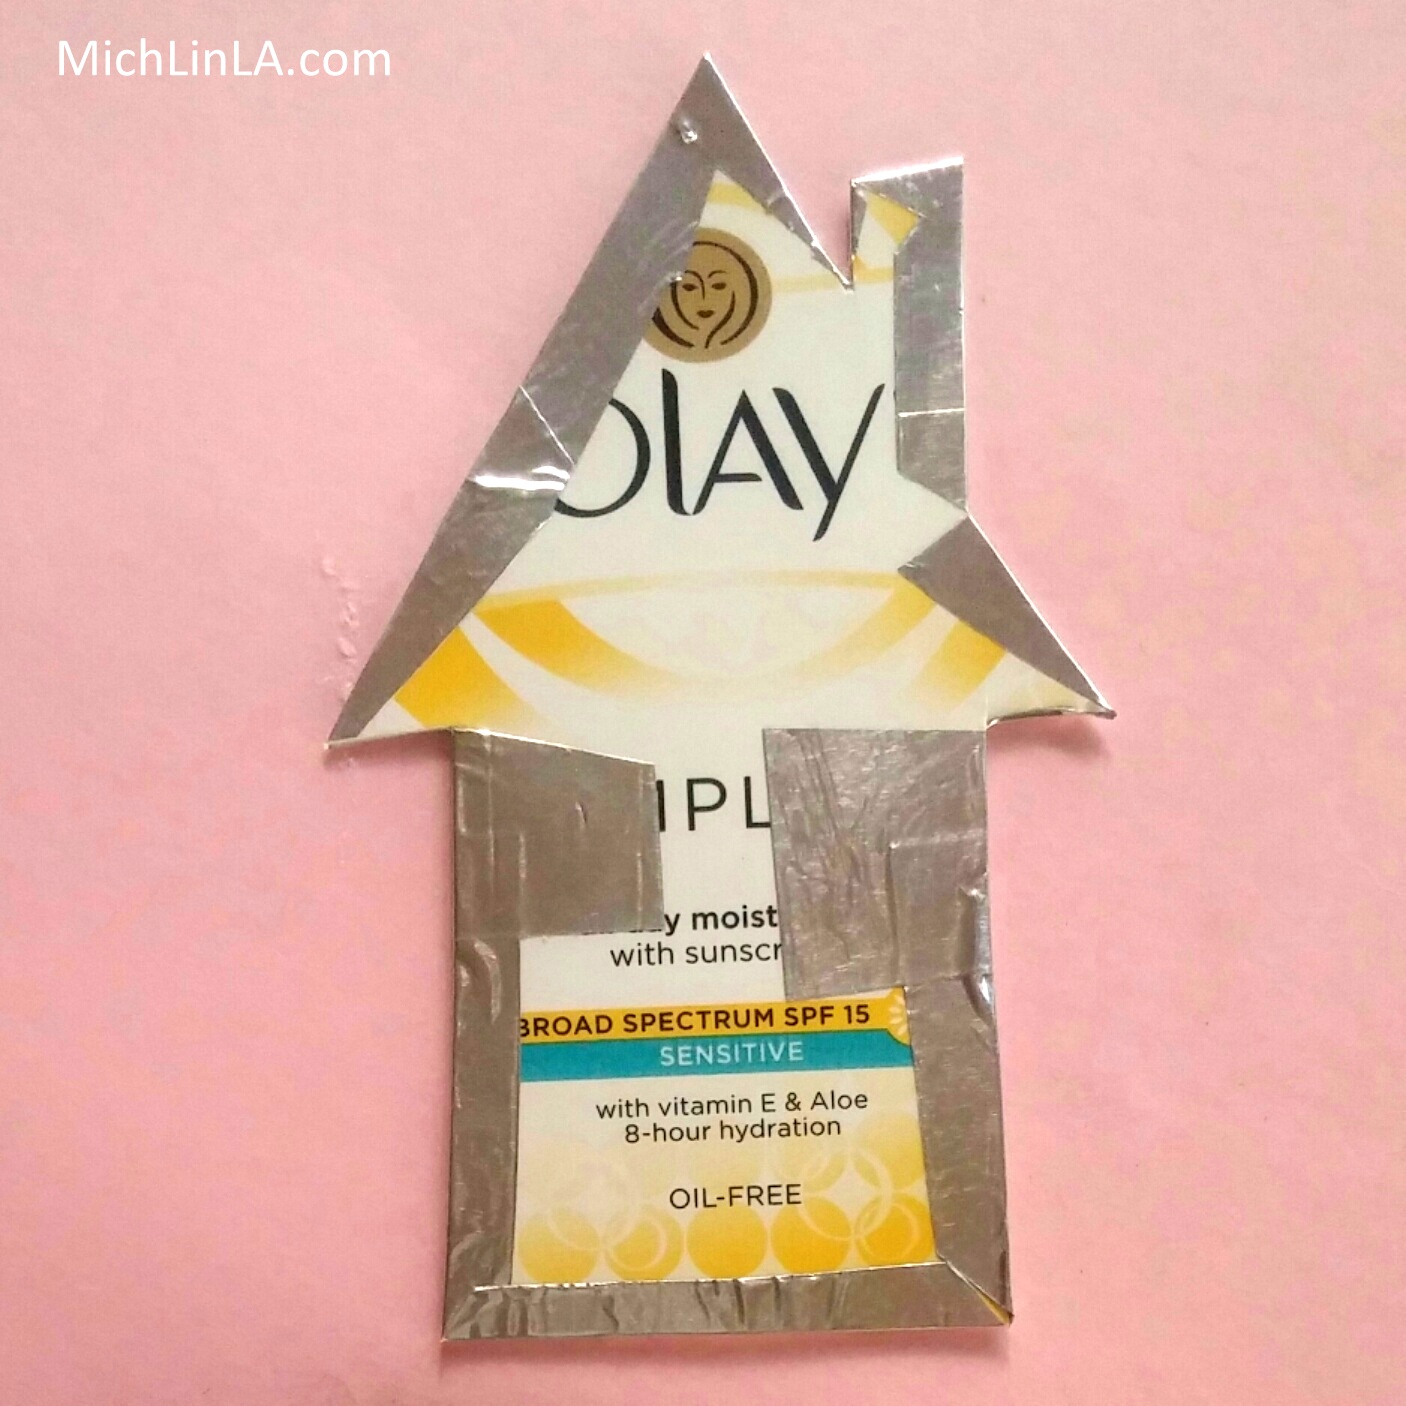 MichLinLA.com
OLAY
IPL
y moist
with sunscr
BROAD SPECTRUM SPF 15
SENSITIVE
with vitamin E & Aloe
8-hour hydration
OIL-FREE